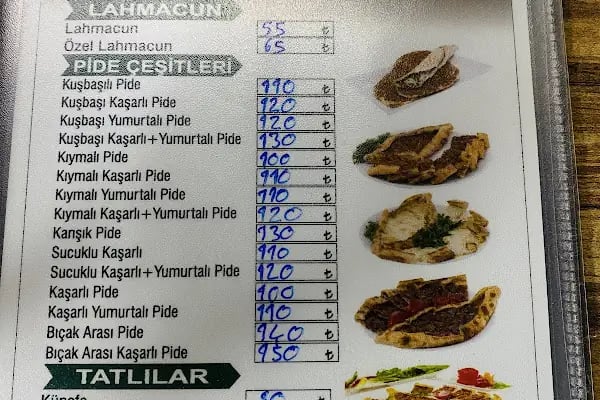 LAHMACUN
Lahmacun 55 ₺
Özel Lahmacun 65 ₺
PİDE ÇEŞİTLERİ
Kuşbaşılı Pide 110 ₺
Kuşbaşı Kaşarlı Pide 120 ₺
Kuşbaşı Yumurtalı Pide 120 ₺
Kuşbaşı Kaşarlı+Yumurtalı Pide 130 ₺
Kıymalı Pide 100 ₺
Kıymalı Kaşarlı Pide 110 ₺
Kıymalı Yumurtalı Pide 110 ₺
Kıymalı Kaşarlı+Yumurtalı Pide 120 ₺
Karışık Pide 130 ₺
Sucuklu Kaşarlı 110 ₺
Sucuklu Kaşarlı+Yumurtalı Pide 120 ₺
Kaşarlı Pide 100 ₺
Kaşarlı Yumurtalı Pide 110 ₺
Bıçak Arası Pide 140 ₺
Bıçak Arası Kaşarlı Pide 150 ₺
TATLILAR
Künefe ₺